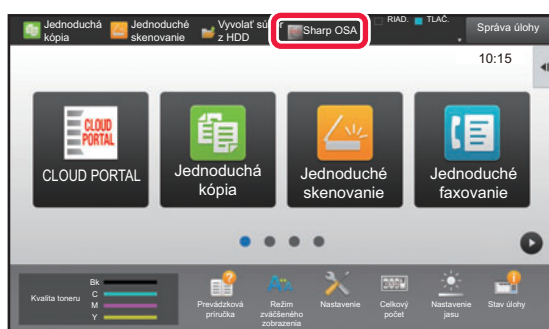 Jednoduchá
kópia
Jednoduché
skenovanie
Vyvolať sú
z HDD
Sharp OSA
RIAD.
TLAČ.
Správa úlohy
10:15
CLOUD
PORTAL
CLOUD PORTAL
Jednoduchá
kópia
Jednoduché
skenovanie
Jednoduché
faxovanie
Kvalita toneru
Bk
C
M
Y
Prevádzková
príručka
Režim
zväčšeného
zobrazenia
Nastavenie
Celkový
počet
Nastavenie
jasu
Stav úlohy